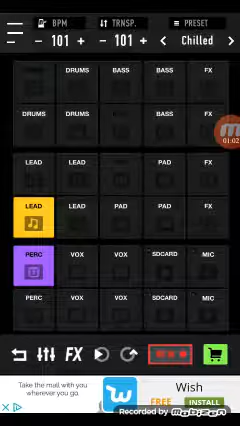 BPM TRNSP. PRESET
− 101 + − 101 + < Chilled >
DRUMS BASS BASS FX
DRUMS DRUMS BASS BASS FX
01:02
LEAD LEAD PAD FX
LEAD LEAD PAD PAD FX
PERC VOX VOX SDCARD MIC
PERC VOX VOX SDCARD MIC
FX
Take the mall with you
wherever you go.
Wish
FREE INSTALL
Recorded by Mobizen